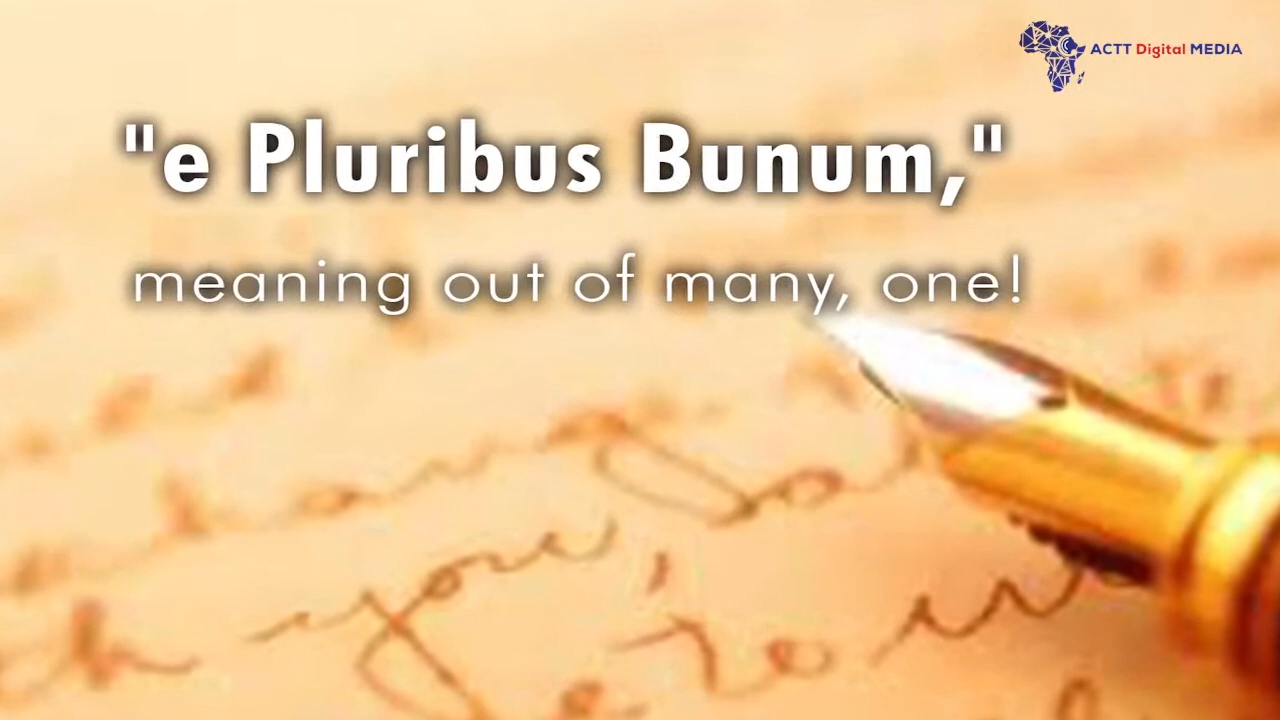 ACTT Digital MEDIA
"e Pluribus Bunum,"
meaning out of many, one!